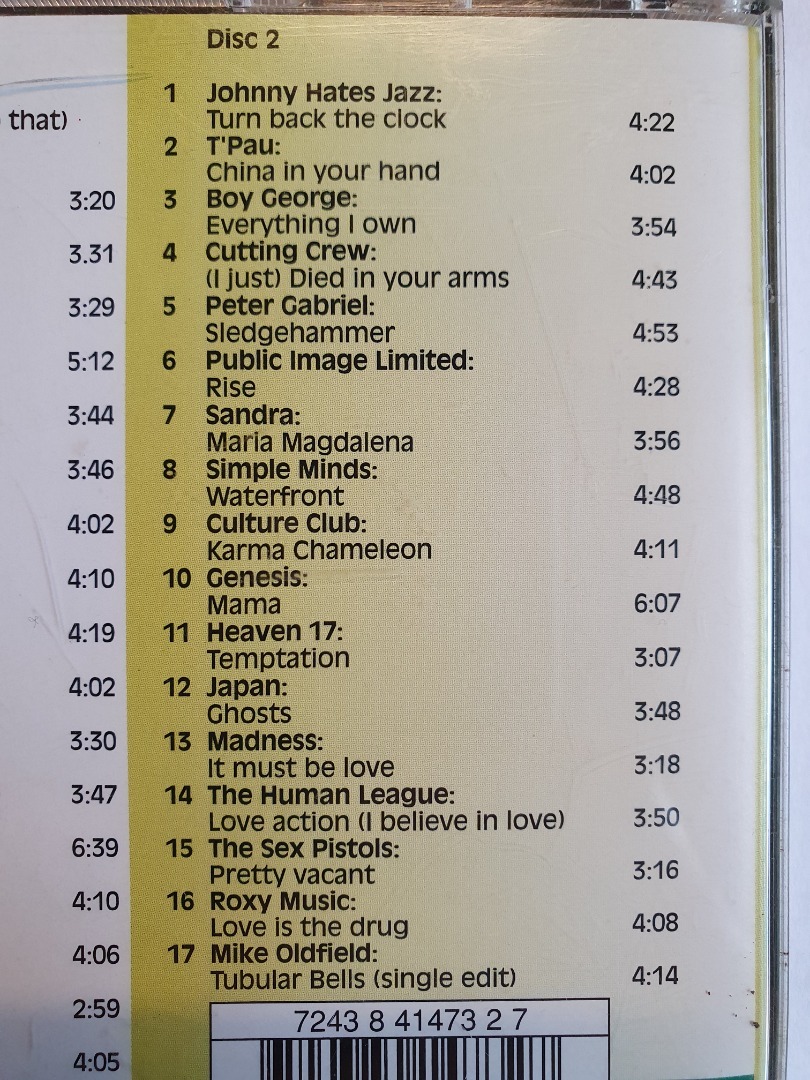 that)
3:20
3.31
3:29
5:12
3:44
3:46
4:02
4:10
4:19
4:02
3:30
3:47
6:39
4:10
4:06
2:59
4:05
Disc 2
1 Johnny Hates Jazz:
Turn back the clock 4:22
2 T'Pau:
China in your hand 4:02
3 Boy George:
Everything I own 3:54
4 Cutting Crew:
(I just) Died in your arms 4:43
5 Peter Gabriel:
Sledgehammer 4:53
6 Public Image Limited:
Rise 4:28
7 Sandra:
Maria Magdalena 3:56
8 Simple Minds:
Waterfront 4:48
9 Culture Club:
Karma Chameleon 4:11
10 Genesis:
Mama 6:07
11 Heaven 17:
Temptation 3:07
12 Japan:
Ghosts 3:48
13 Madness:
It must be love 3:18
14 The Human League:
Love action (I believe in love) 3:50
15 The Sex Pistols:
Pretty vacant 3:16
16 Roxy Music:
Love is the drug 4:08
17 Mike Oldfield:
Tubular Bells (single edit) 4:14
7243 8 41473 2 7